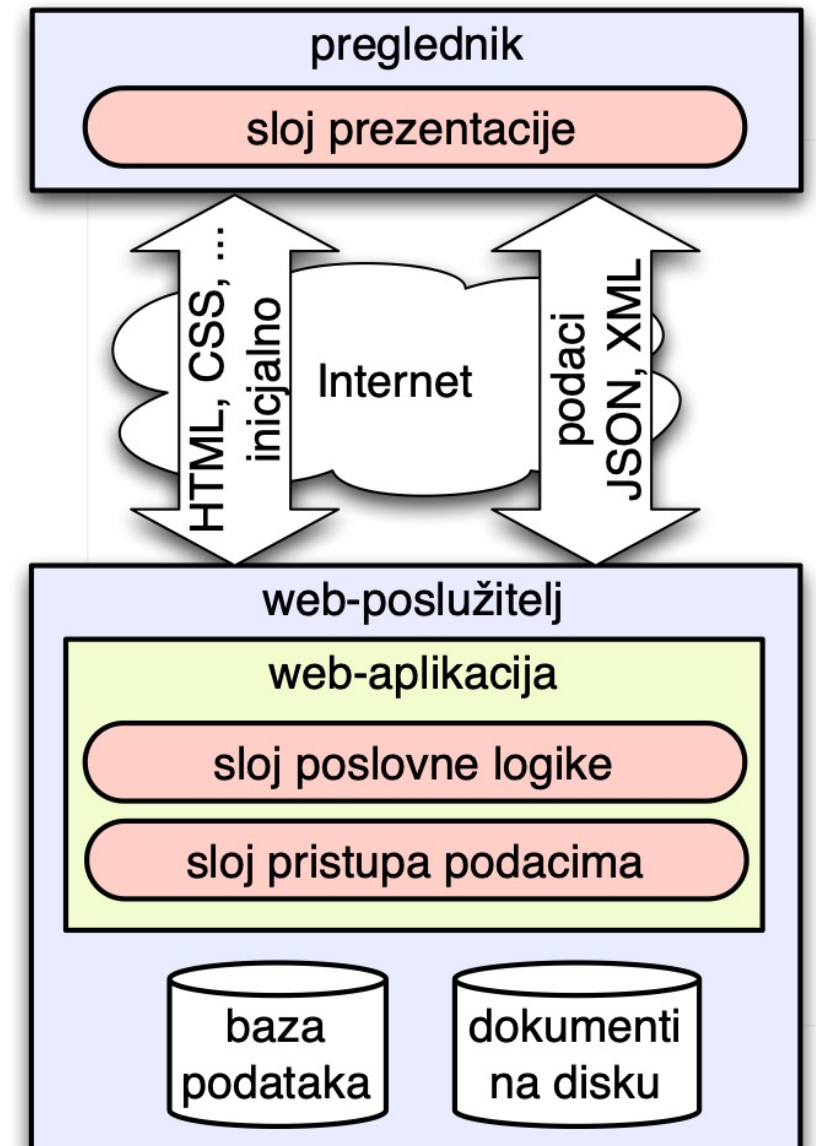 preglednik
sloj prezentacije
HTML, CSS, ...
inicjalno
Internet
podaci
JSON, XML
web-poslužitelj
web-aplikacija
sloj poslovne logike
sloj pristupa podacima
baza
podataka
dokumenti
na disku